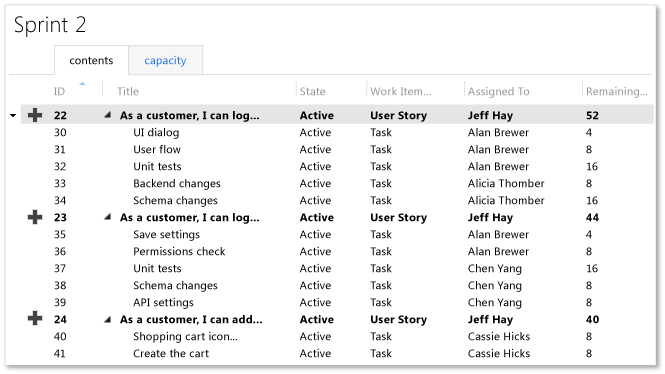 Sprint 2
contents capacity
ID Title State Work Item... Assigned To Remaining...
22 As a customer, I can log... Active User Story Jeff Hay 52
30 UI dialog Active Task Alan Brewer 4
31 User flow Active Task Alan Brewer 8
32 Unit tests Active Task Alan Brewer 16
33 Backend changes Active Task Alicia Thomber 8
34 Schema changes Active Task Alicia Thomber 16
23 As a customer, I can log... Active User Story Jeff Hay 44
35 Save settings Active Task Alan Brewer 4
36 Permissions check Active Task Alan Brewer 8
37 Unit tests Active Task Chen Yang 16
38 Schema changes Active Task Chen Yang 8
39 API settings Active Task Chen Yang 8
24 As a customer, I can add... Active User Story Jeff Hay 40
40 Shopping cart icon... Active Task Cassie Hicks 8
41 Create the cart Active Task Cassie Hicks 8